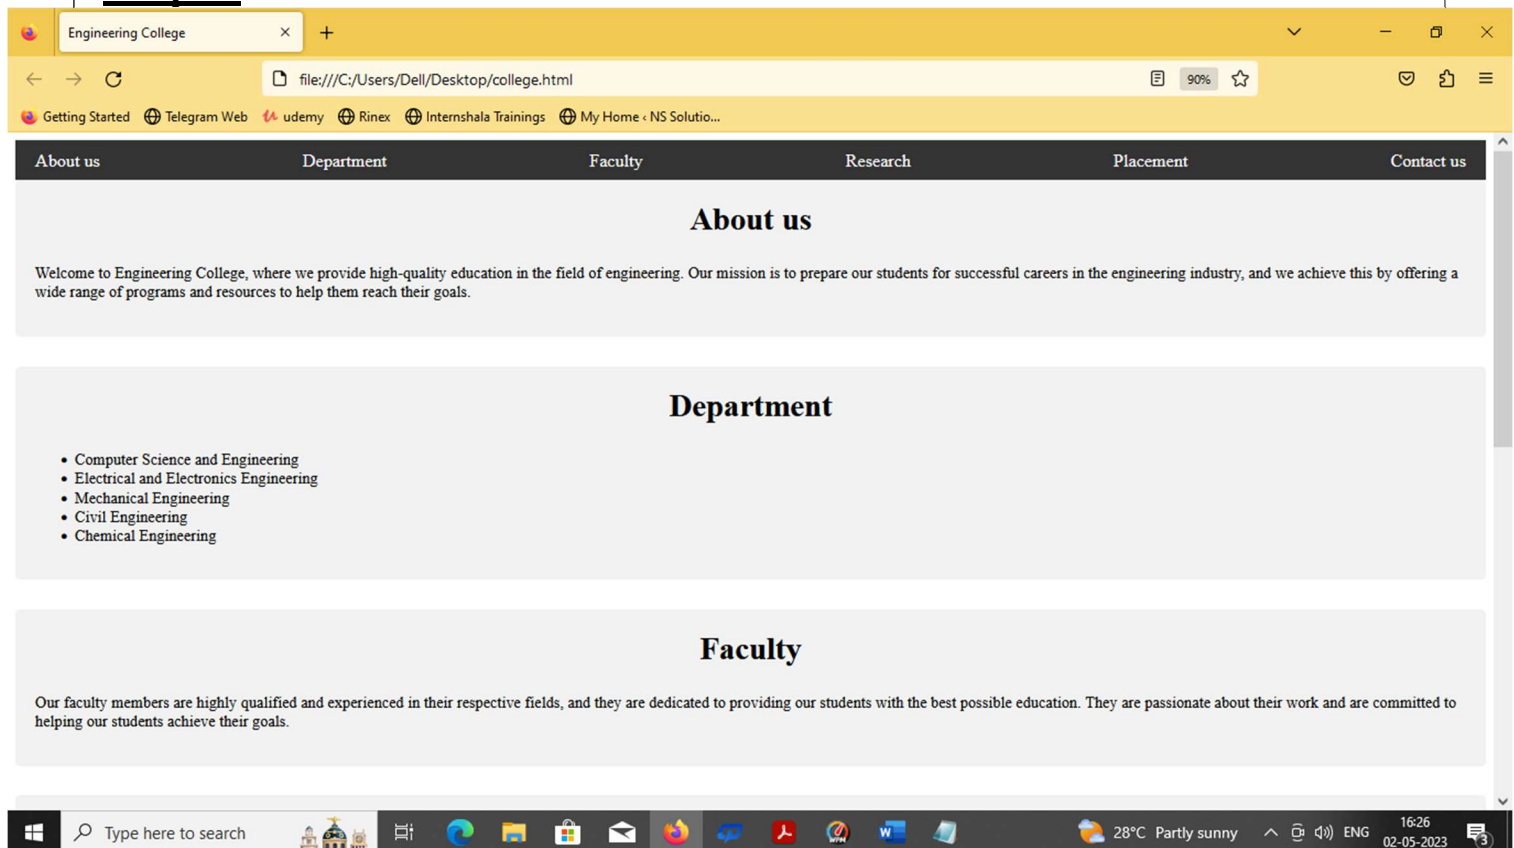 Engineering College
file:///C:/Users/Dell/Desktop/college.html
90%
Getting Started Telegram Web udemy Rinex Internshala Trainings My Home ‹ NS Solutio...
About us Department Faculty Research Placement Contact us
About us
Welcome to Engineering College, where we provide high-quality education in the field of engineering. Our mission is to prepare our students for successful careers in the engineering industry, and we achieve this by offering a
wide range of programs and resources to help them reach their goals.
Department
• Computer Science and Engineering
• Electrical and Electronics Engineering
• Mechanical Engineering
• Civil Engineering
• Chemical Engineering
Faculty
Our faculty members are highly qualified and experienced in their respective fields, and they are dedicated to providing our students with the best possible education. They are passionate about their work and are committed to
helping our students achieve their goals.
Type here to search
28°C Partly sunny
ENG
16:26
02-05-2023
3